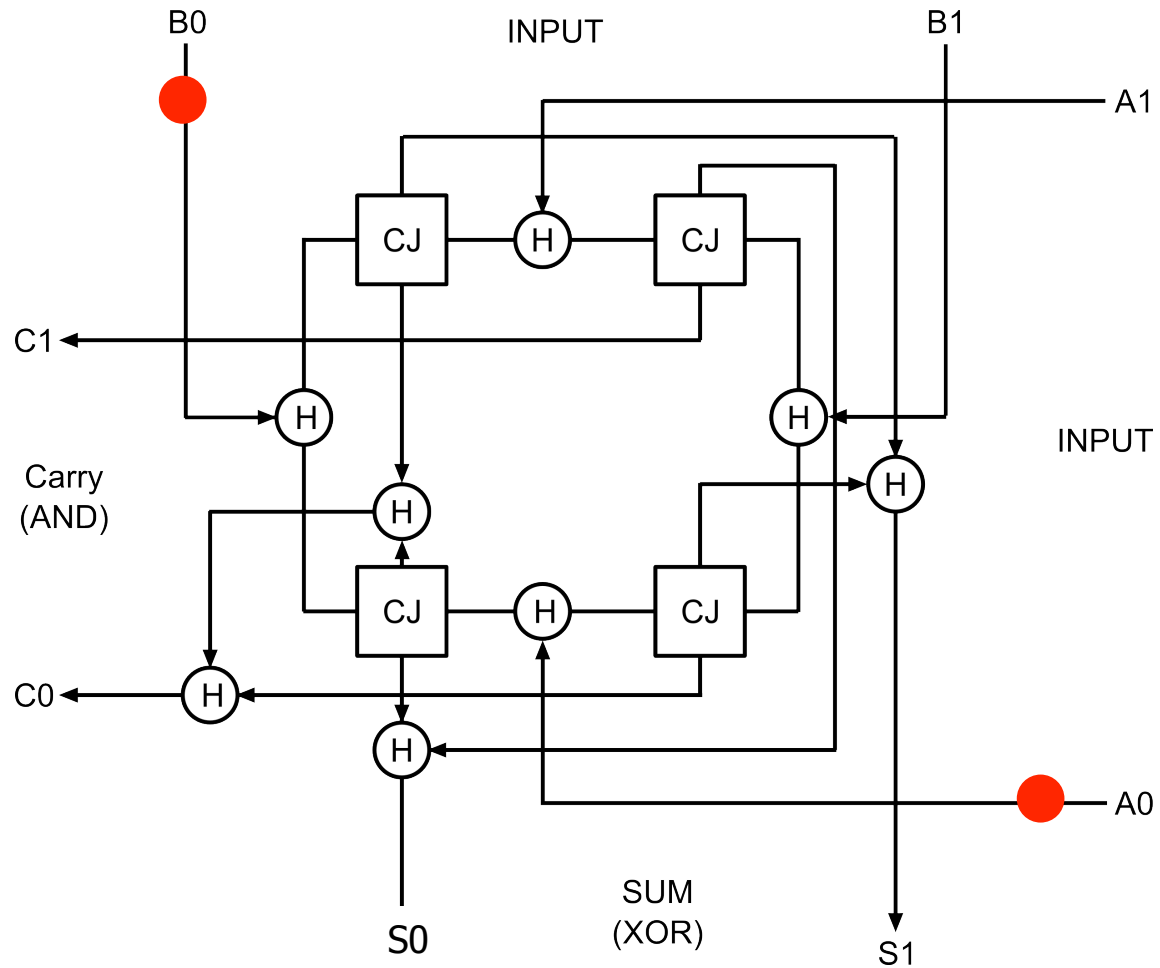 B0
INPUT
B1
A1
CJ
H
CJ
C1
H
H
INPUT
Carry
(AND)
H
H
CJ
H
CJ
C0
H
H
A0
SUM
(XOR)
S0
S1